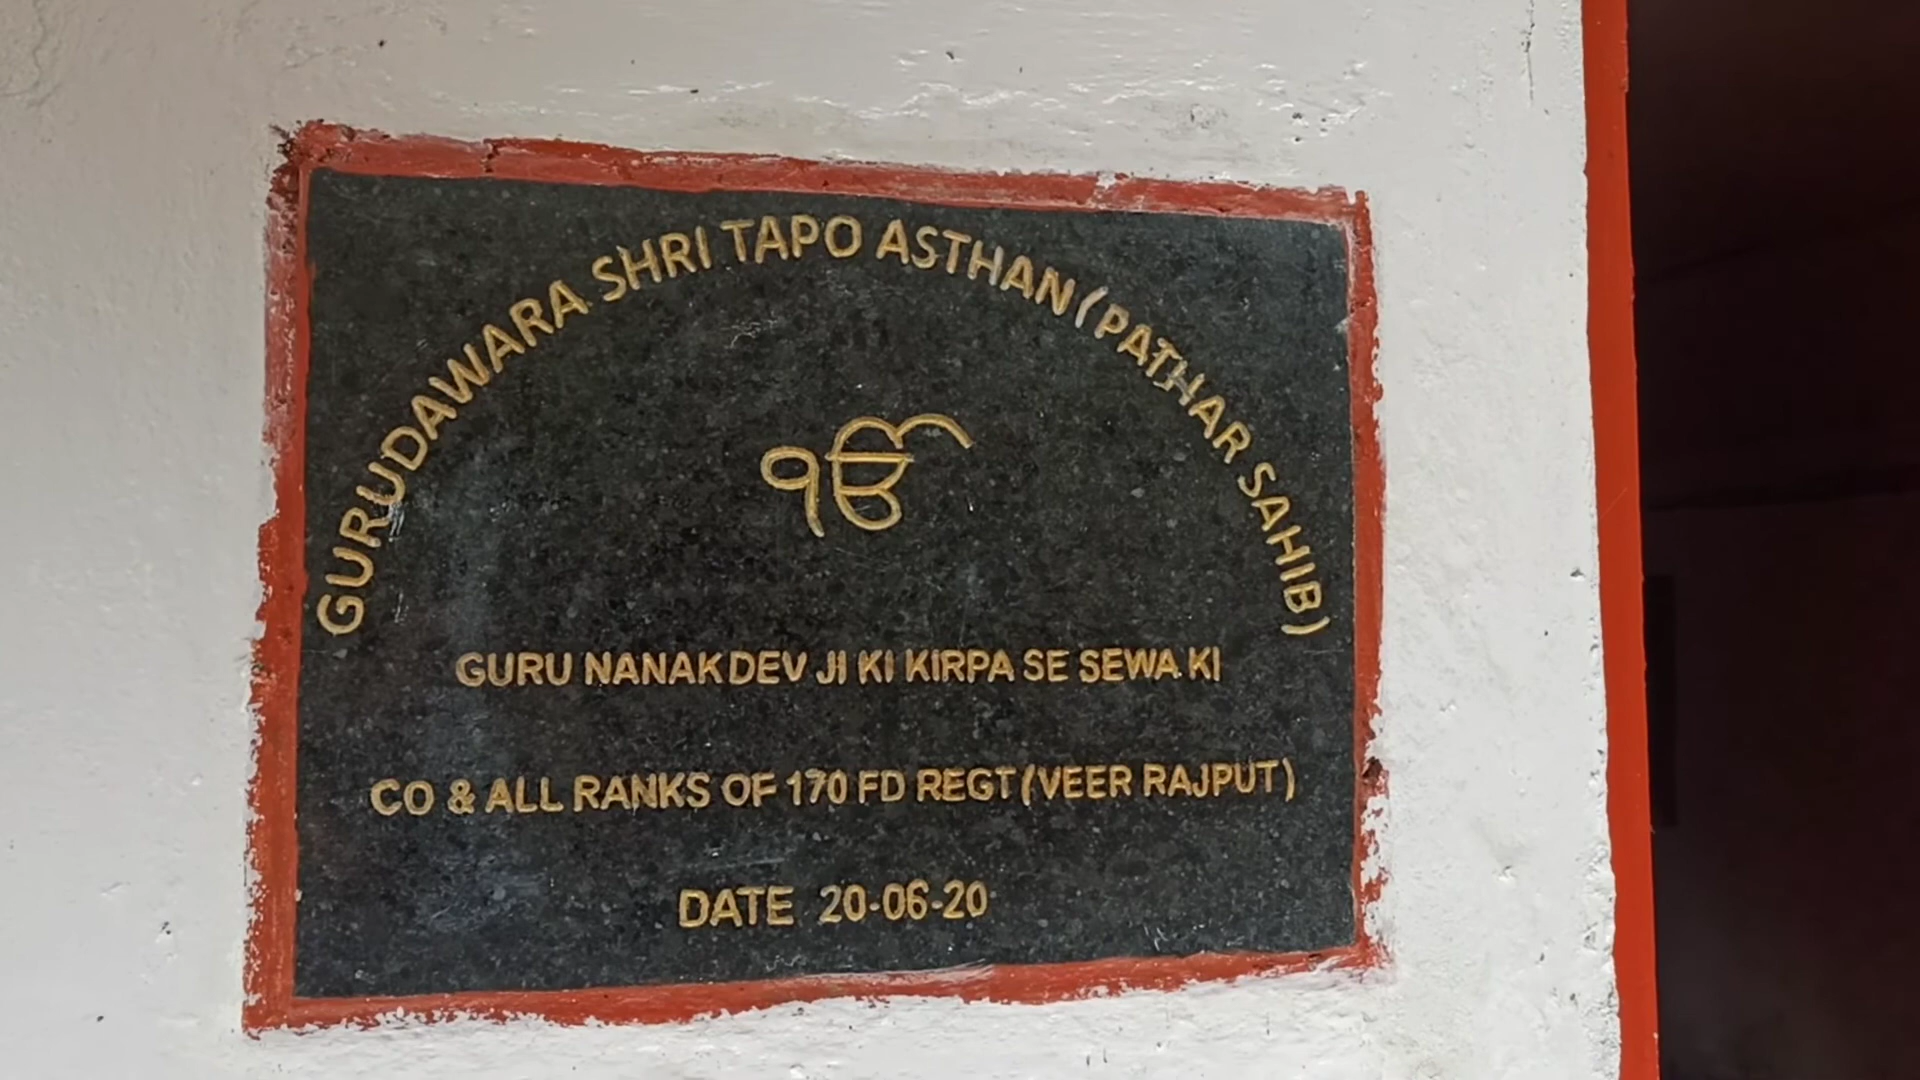 GURUDAWARA SHRI TAPO ASTHAN (PATHAR SAHIB)
ੴ
GURU NANAK DEV JI KI KIRPA SE SEWA KI
CO & ALL RANKS OF 170 FD REGT (VEER RAJPUT)
DATE 20-06-20